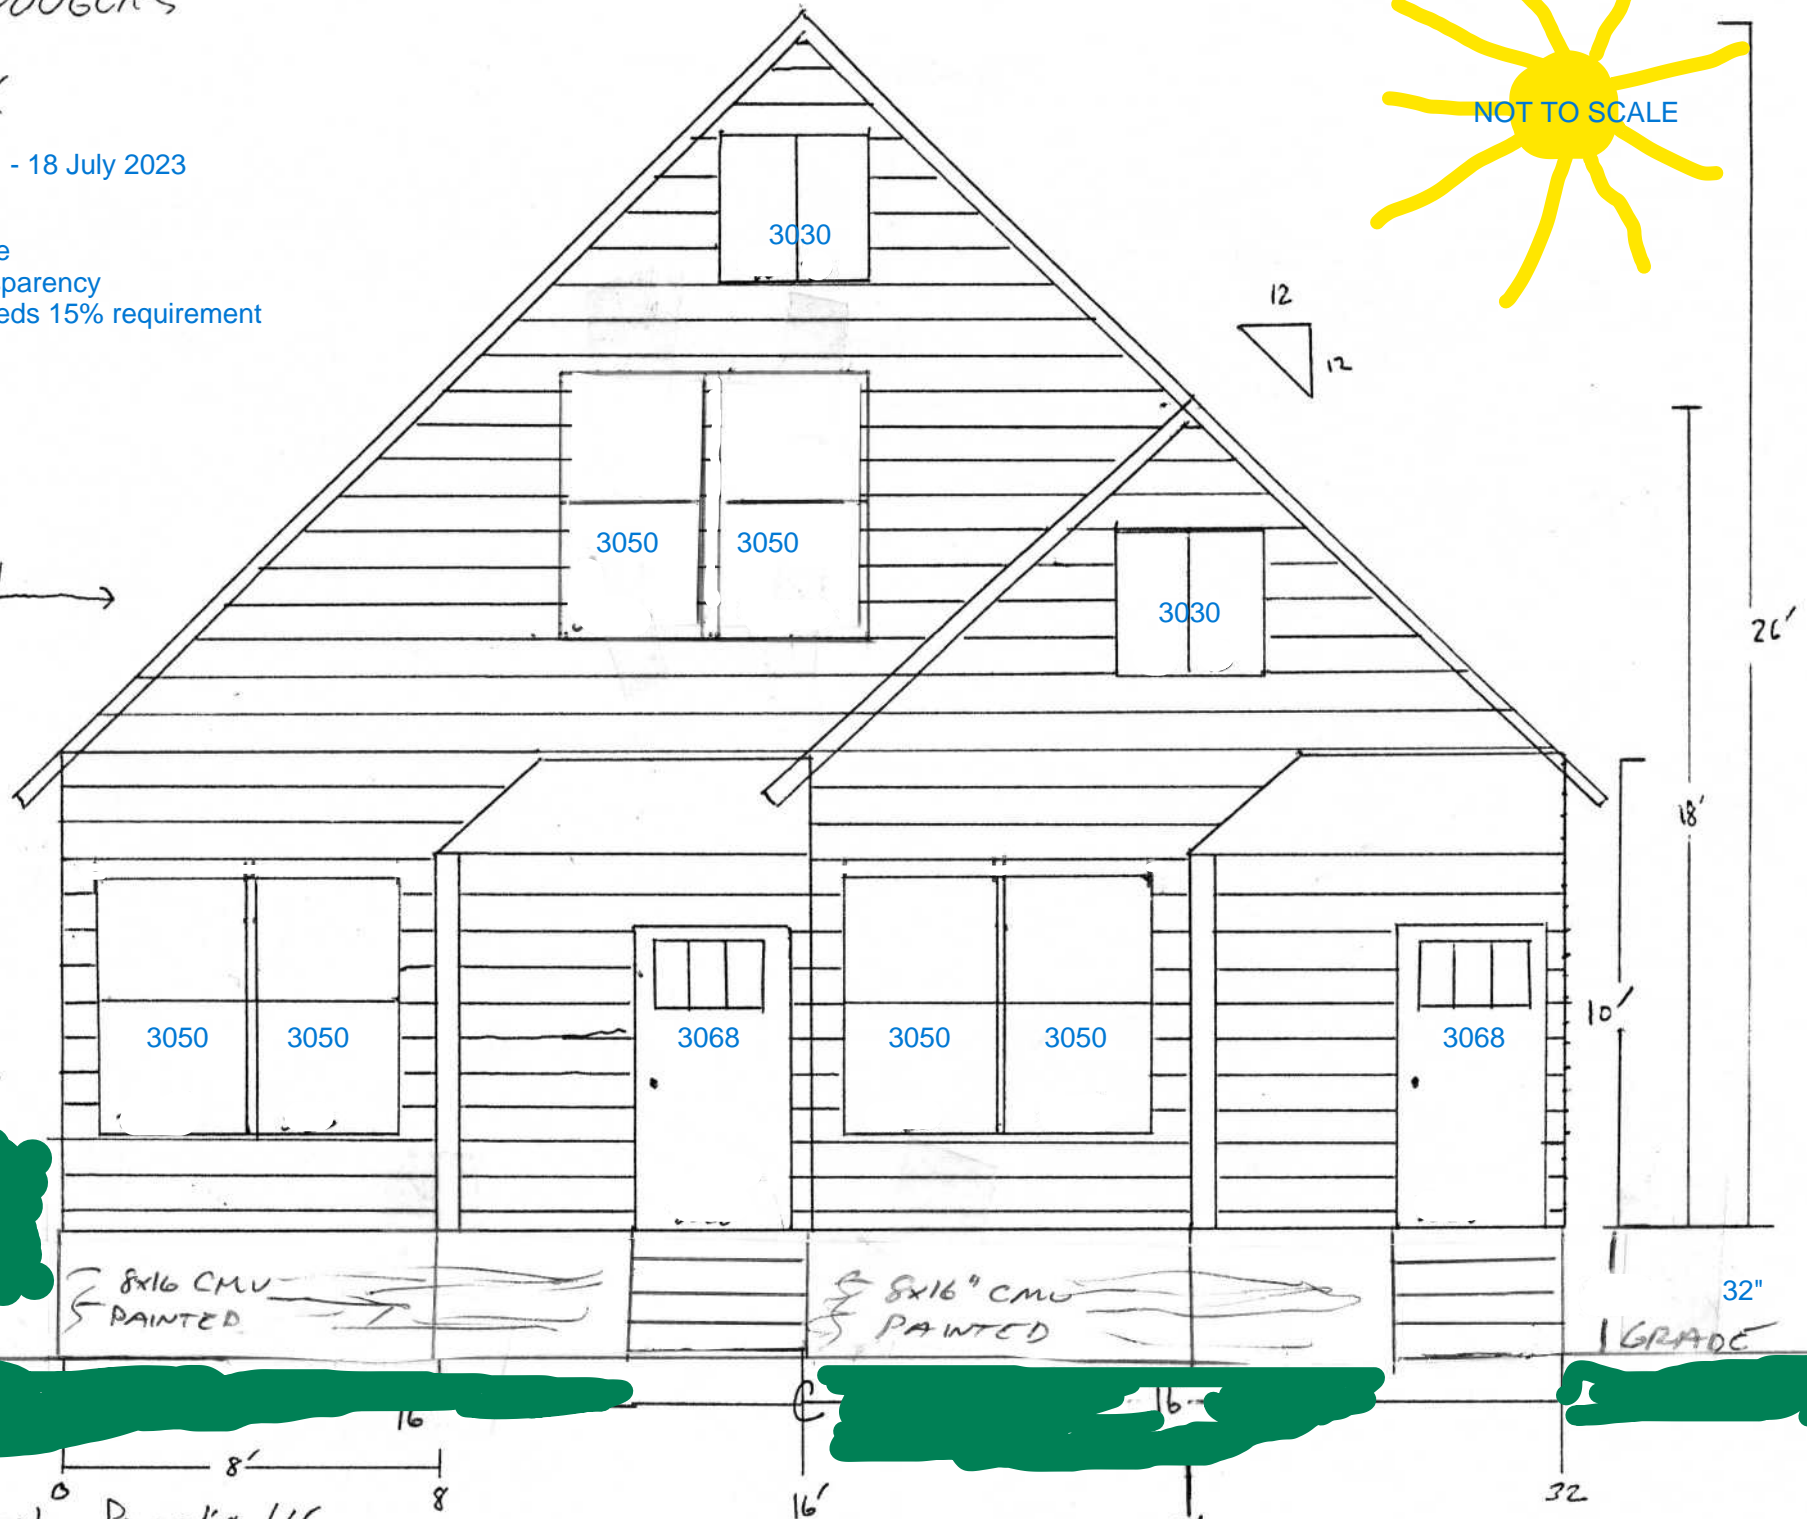 NOT TO SCALE
- 18 July 2023
3030
sparency
eds 15% requirement
12
12
3050 3050
3030
26'
18'
10'
3050 3050 3068 3050 3050 3068
8x16 CMU
PAINTED
8x16" CMU
PAINTED
32"
GRADE
16
16
8'
0 8 16' 32